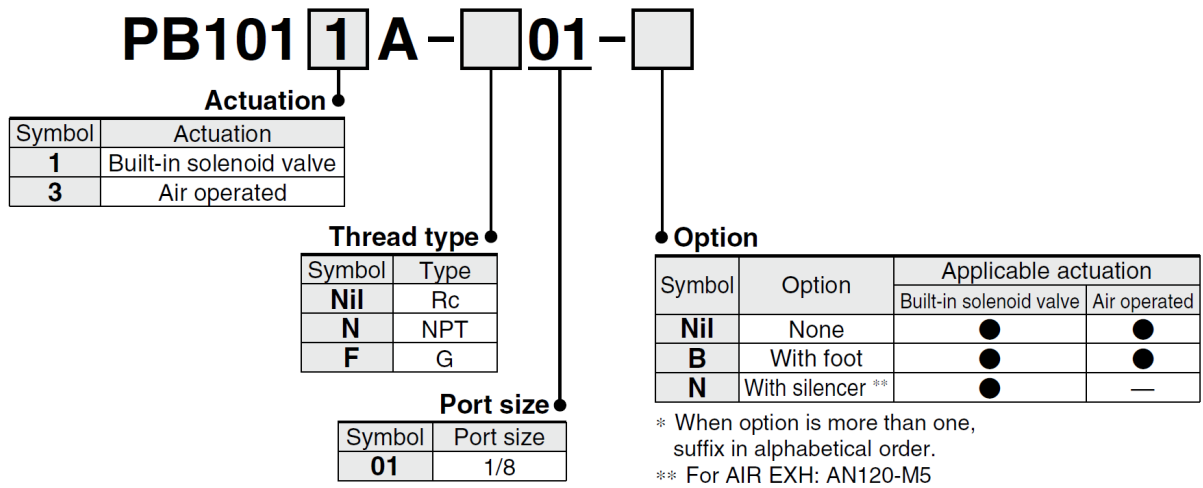 PB101 1 A - 01 -
Actuation
Symbol Actuation
1 Built-in solenoid valve
3 Air operated
Thread type
Symbol Type
Nil Rc
N NPT
F G
Port size
Symbol Port size
01 1/8
Option
Symbol Option Applicable actuation
Built-in solenoid valve Air operated
Nil None ● ●
B With foot ● ●
N With silencer ** ● —
* When option is more than one,
suffix in alphabetical order.
** For AIR EXH: AN120-M5